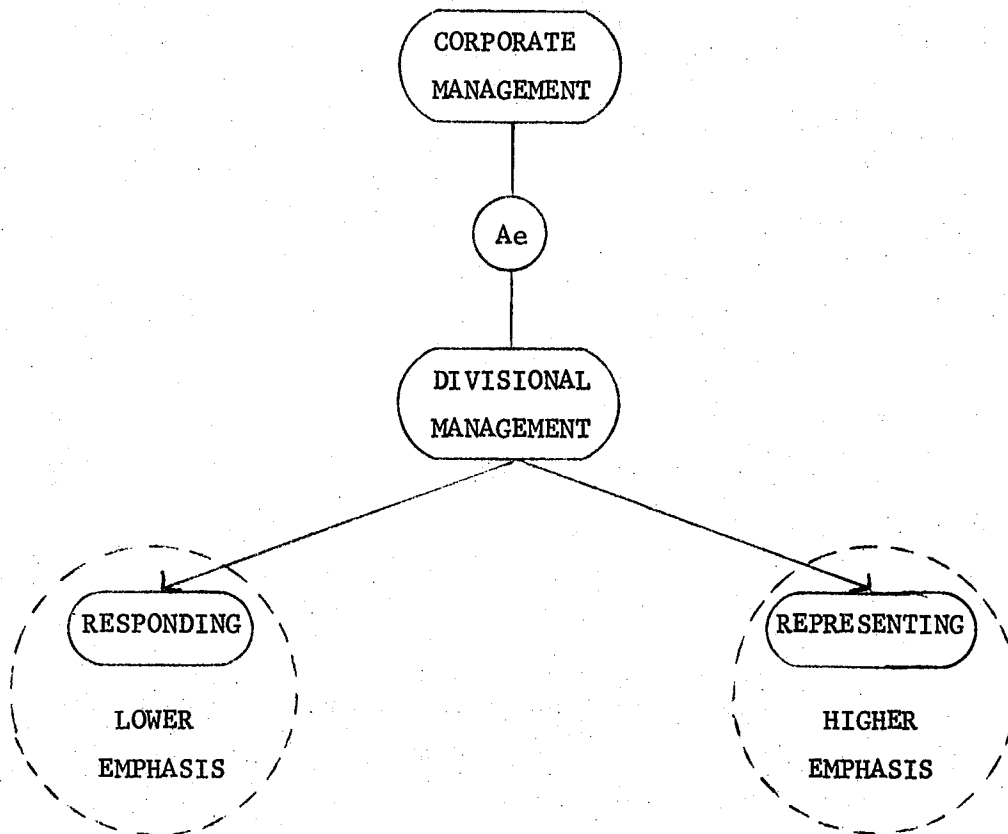 CORPORATE
MANAGEMENT
Ae
DIVISIONAL
MANAGEMENT
RESPONDING
LOWER
EMPHASIS
REPRESENTING
HIGHER
EMPHASIS